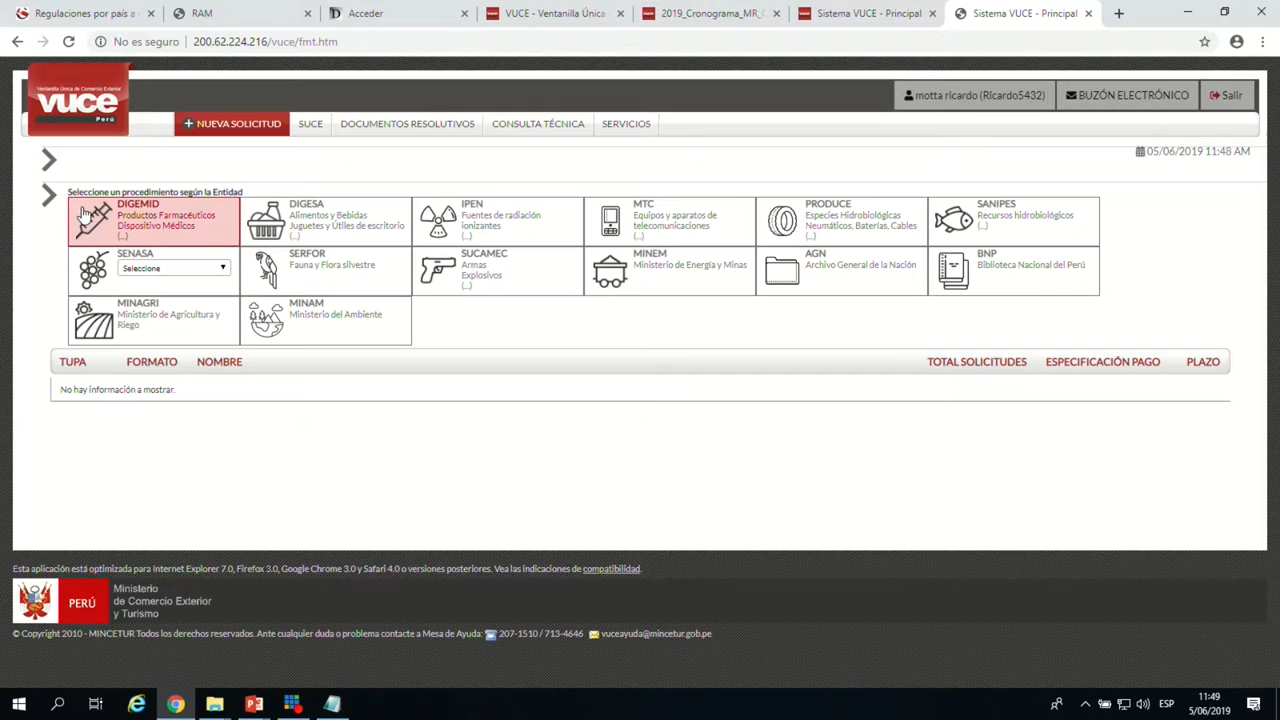 Regulaciones por país a
RAM
Acceder
VUCE - Ventanilla Única
2019_Cronograma_MR_
Sistema VUCE - Principal
Sistema VUCE - Principal
No es seguro 200.62.224.216/vuce/fmt.htm
Ventanilla Única de Comercio Exterior
vuce
Perú
motta ricardo (Ricardo5432)
BUZÓN ELECTRÓNICO
Salir
NUEVA SOLICITUD
SUCE
DOCUMENTOS RESOLUTIVOS
CONSULTA TÉCNICA
SERVICIOS
05/06/2019 11:48 AM
Seleccione un procedimiento según la Entidad
DIGEMID
Productos Farmacéuticos
Dispositivo Médicos
(...)
DIGESA
Alimentos y Bebidas
Juguetes y Útiles de escritorio
(...)
IPEN
Fuentes de radiación
ionizantes
(...)
MTC
Equipos y aparatos de
telecomunicaciones
(...)
PRODUCE
Especies Hidrobiológicas
Neumáticos, Baterías, Cables
(...)
SANIPES
Recursos hidrobiológicos
(...)
SENASA
Seleccione
SERFOR
Fauna y Flora silvestre
SUCAMEC
Armas
Explosivos
(...)
MINEM
Ministerio de Energía y Minas
AGN
Archivo General de la Nación
BNP
Biblioteca Nacional del Perú
MINAGRI
Ministerio de Agricultura y
Riego
MINAM
Ministerio del Ambiente
TUPA FORMATO NOMBRE TOTAL SOLICITUDES ESPECIFICACIÓN PAGO PLAZO
No hay información a mostrar.
Esta aplicación está optimizada para Internet Explorer 7.0, Firefox 3.0, Google Chrome 3.0 y Safari 4.0 o versiones posteriores. Vea las indicaciones de compatibilidad.
PERÚ
Ministerio
de Comercio Exterior
y Turismo
© Copyright 2010 - MINCETUR Todos los derechos reservados. Ante cualquier duda o problema contacte a Mesa de Ayuda: 207-1510 / 713-4646 vuceayuda@mincetur.gob.pe
ESP
11:49
5/06/2019